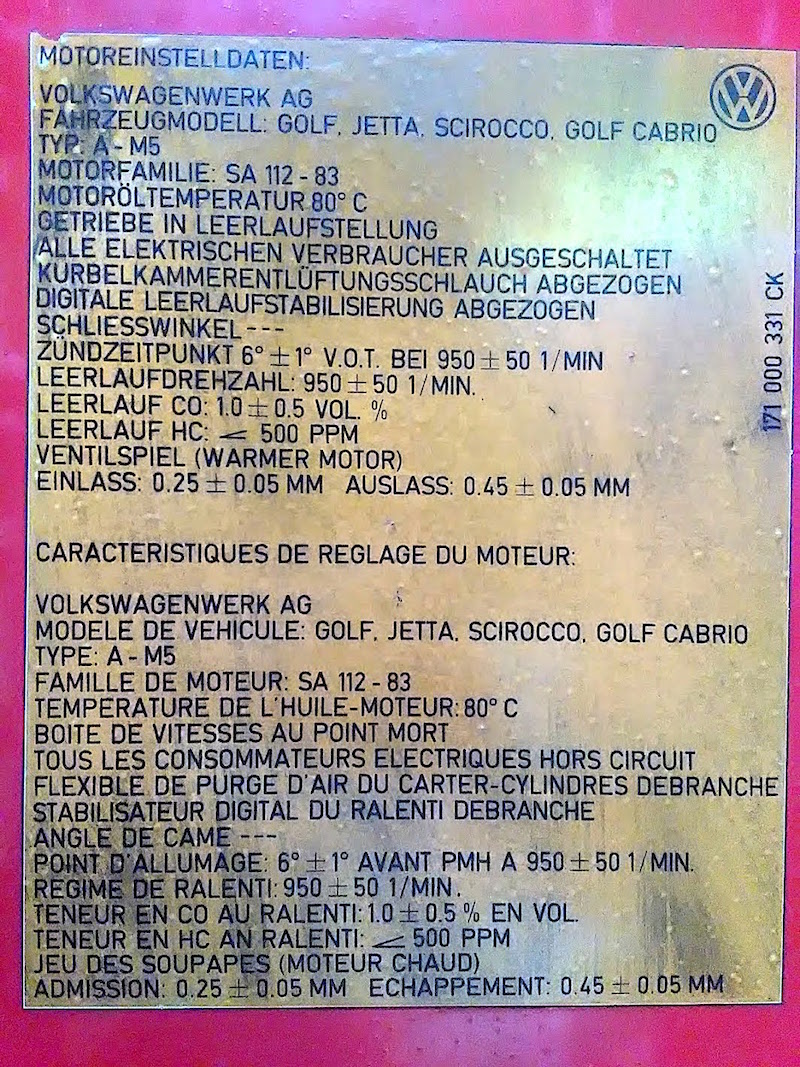 MOTOREINSTELLDATEN:
VOLKSWAGENWERK AG
FAHRZEUGMODELL: GOLF, JETTA, SCIROCCO, GOLF CABRIO
TYP: A - M5
MOTORFAMILIE: SA 112 - 83
MOTORÖLTEMPERATUR 80° C
GETRIEBE IN LEERLAUFSTELLUNG
ALLE ELEKTRISCHEN VERBRAUCHER AUSGESCHALTET
KURBELKAMMERENTLÜFTUNGSSCHLAUCH ABGEZOGEN
DIGITALE LEERLAUFSTABILISIERUNG ABGEZOGEN
SCHLIESSWINKEL ---
ZÜNDZEITPUNKT 6° ± 1° V.O.T. BEI 950 ± 50 1/MIN
LEERLAUFDREHZAHL: 950 ± 50 1/MIN.
LEERLAUF CO: 1.0 ± 0.5 VOL. %
LEERLAUF HC: ≤ 500 PPM
VENTILSPIEL (WARMER MOTOR)
EINLASS: 0.25 ± 0.05 MM AUSLASS: 0.45 ± 0.05 MM
171 000 331 CK
CARACTERISTIQUES DE REGLAGE DU MOTEUR:
VOLKSWAGENWERK AG
MODELE DE VEHICULE: GOLF, JETTA, SCIROCCO, GOLF CABRIO
TYPE: A - M5
FAMILLE DE MOTEUR: SA 112 - 83
TEMPERATURE DE L'HUILE-MOTEUR: 80° C
BOITE DE VITESSES AU POINT MORT
TOUS LES CONSOMMATEURS ELECTRIQUES HORS CIRCUIT
FLEXIBLE DE PURGE D'AIR DU CARTER-CYLINDRES DEBRANCHE
STABILISATEUR DIGITAL DU RALENTI DEBRANCHE
ANGLE DE CAME ---
POINT D'ALLUMAGE: 6° ± 1° AVANT PMH A 950 ± 50 1/MIN.
REGIME DE RALENTI: 950 ± 50 1/MIN.
TENEUR EN CO AU RALENTI: 1.0 ± 0.5 % EN VOL.
TENEUR EN HC AN RALENTI: ≤ 500 PPM
JEU DES SOUPAPES (MOTEUR CHAUD)
ADMISSION: 0.25 ± 0.05 MM ECHAPPEMENT: 0.45 ± 0.05 MM